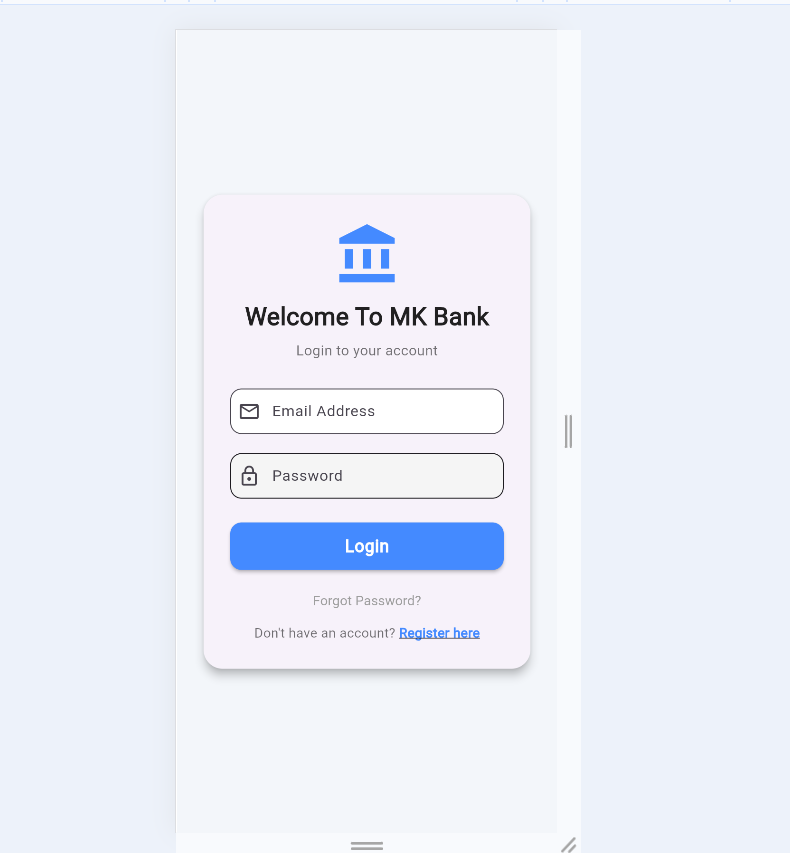 Welcome To MK Bank
Login to your account
Email Address
Password
Login
Forgot Password?
Don't have an account? Register here